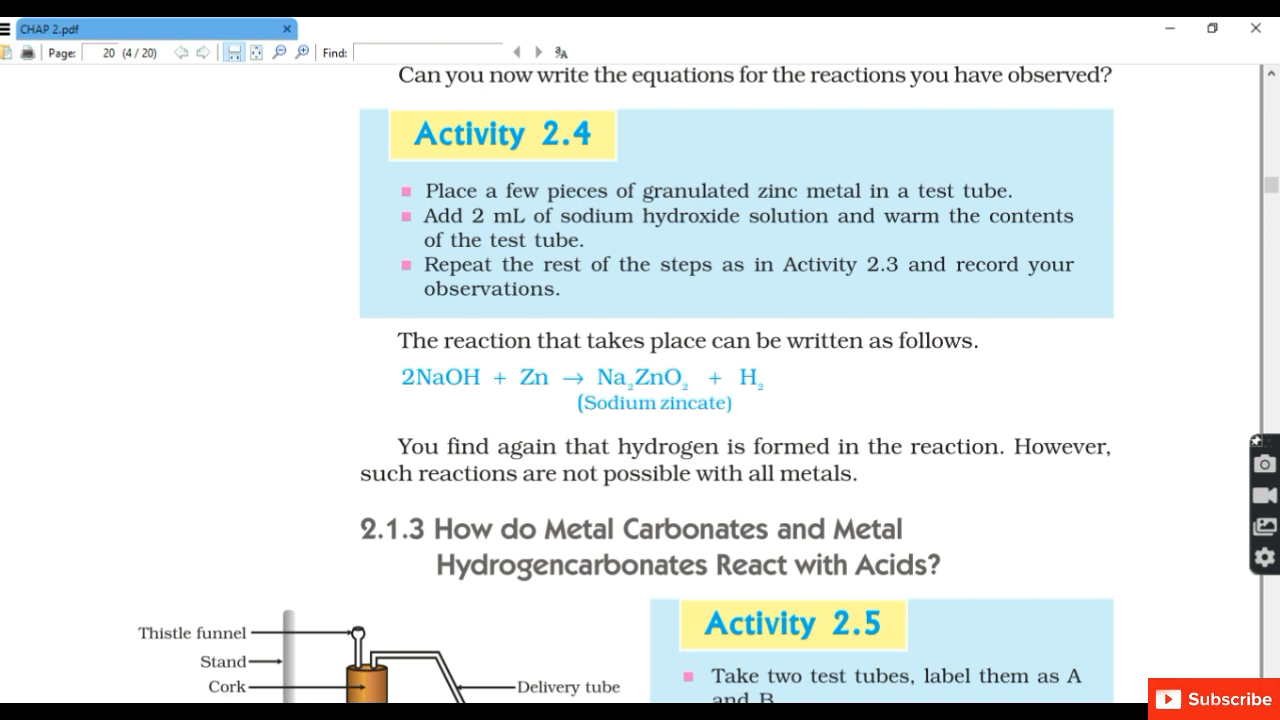 CHAP 2.pdf
Page: 20 (4 / 20) Find:
Can you now write the equations for the reactions you have observed?
Activity 2.4
Place a few pieces of granulated zinc metal in a test tube.
Add 2 mL of sodium hydroxide solution and warm the contents
of the test tube.
Repeat the rest of the steps as in Activity 2.3 and record your
observations.
The reaction that takes place can be written as follows.
2NaOH + Zn → Na₂ZnO₂ + H₂
(Sodium zincate)
You find again that hydrogen is formed in the reaction. However,
such reactions are not possible with all metals.
2.1.3 How do Metal Carbonates and Metal
Hydrogencarbonates React with Acids?
Thistle funnel
Stand
Cork
Delivery tube
Activity 2.5
Take two test tubes, label them as A
and B
Subscribe